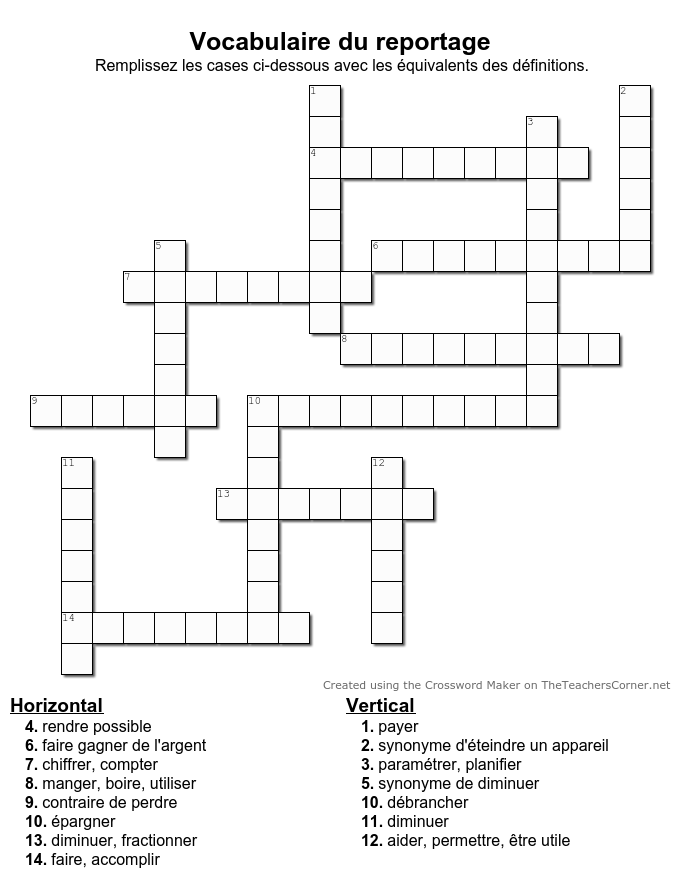 Vocabulaire du reportage
Remplissez les cases ci-dessous avec les équivalents des définitions.
1
2
3
4
5
6
7
8
9
10
11
12
13
14
Created using the Crossword Maker on TheTeachersCorner.net
Horizontal
4. rendre possible
6. faire gagner de l'argent
7. chiffrer, compter
8. manger, boire, utiliser
9. contraire de perdre
10. épargner
13. diminuer, fractionner
14. faire, accomplir
Vertical
1. payer
2. synonyme d'éteindre un appareil
3. paramétrer, planifier
5. synonyme de diminuer
10. débrancher
11. diminuer
12. aider, permettre, être utile